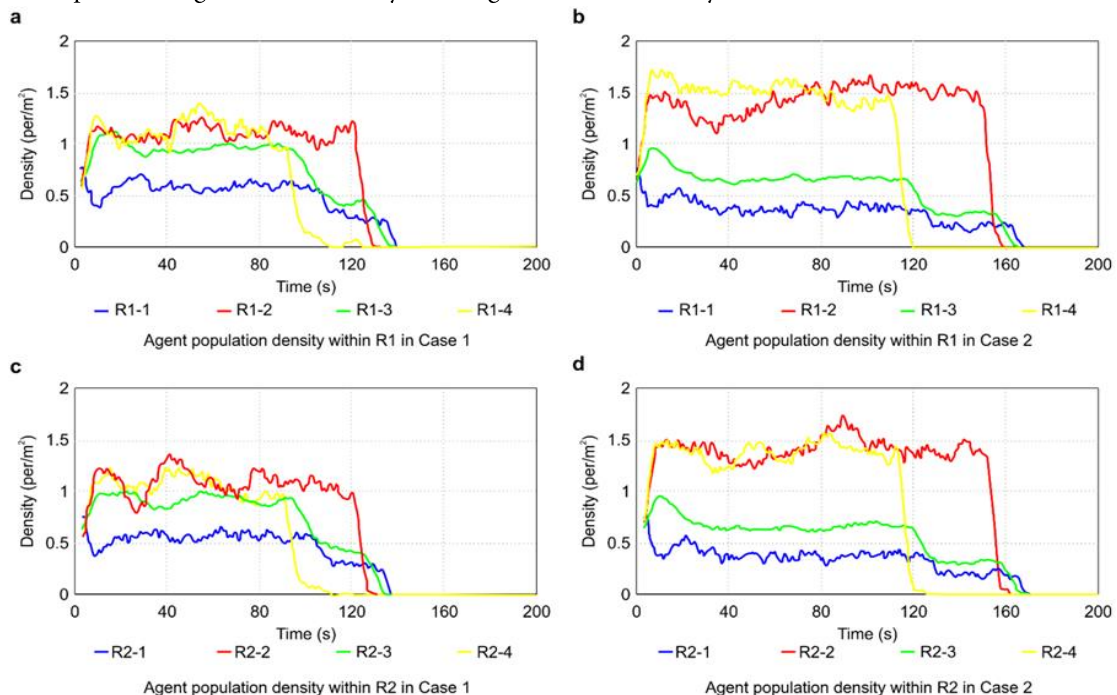 a
b
2
1.5
1
0.5
0
Density (per/m²)
0 40 80 120 160 200
Time (s)
R1-1 R1-2 R1-3 R1-4
Agent population density within R1 in Case 1
2
1.5
1
0.5
0
Density (per/m²)
0 40 80 120 160 200
Time (s)
R1-1 R1-2 R1-3 R1-4
Agent population density within R1 in Case 2
c
d
2
1.5
1
0.5
0
Density (per/m²)
0 40 80 120 160 200
Time (s)
R2-1 R2-2 R2-3 R2-4
Agent population density within R2 in Case 1
2
1.5
1
0.5
0
Density (per/m²)
0 40 80 120 160 200
Time (s)
R2-1 R2-2 R2-3 R2-4
Agent population density within R2 in Case 2